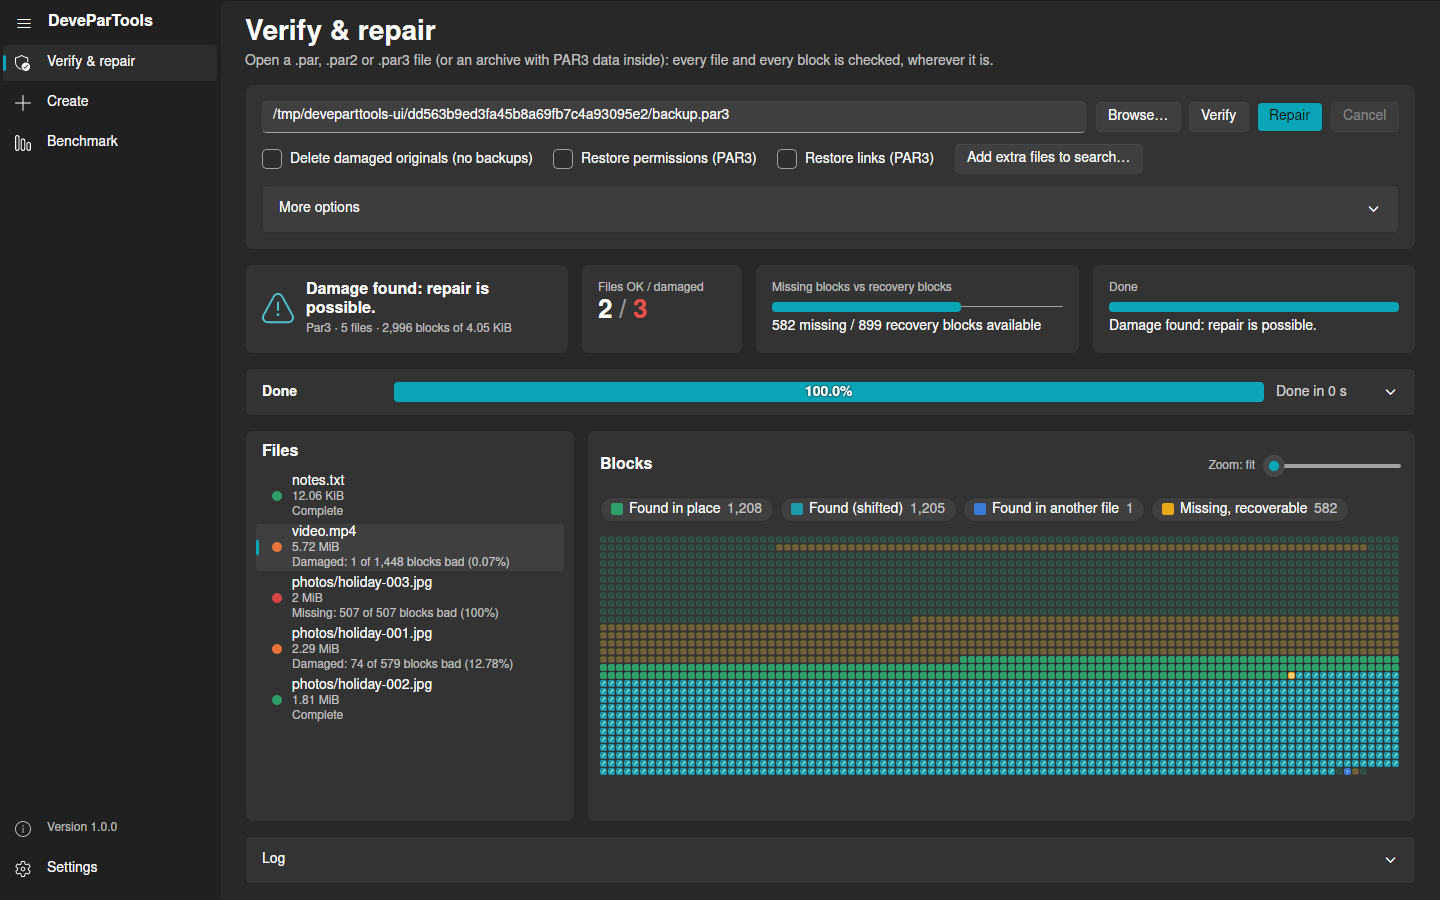 DeveParTools
Verify & repair
Create
Benchmark
Version 1.0.0
Settings
Verify & repair
Open a .par, .par2 or .par3 file (or an archive with PAR3 data inside): every file and every block is checked, wherever it is.
/tmp/deveparttools-ui/dd563b9ed3fa45b8a69fb7c4a93095e2/backup.par3
Browse...
Verify
Repair
Cancel
Delete damaged originals (no backups)
Restore permissions (PAR3)
Restore links (PAR3)
Add extra files to search...
More options
Damage found: repair is
possible.
Par3 · 5 files · 2,996 blocks of 4.05 KiB
Files OK / damaged
2 / 3
Missing blocks vs recovery blocks
582 missing / 899 recovery blocks available
Done
Damage found: repair is possible.
Done
100.0%
Done in 0 s
Files
notes.txt
12.06 KiB
Complete
video.mp4
5.72 MiB
Damaged: 1 of 1,448 blocks bad (0.07%)
photos/holiday-003.jpg
2 MiB
Missing: 507 of 507 blocks bad (100%)
photos/holiday-001.jpg
2.29 MiB
Damaged: 74 of 579 blocks bad (12.78%)
photos/holiday-002.jpg
1.81 MiB
Complete
Blocks
Zoom: fit
Found in place 1,208
Found (shifted) 1,205
Found in another file 1
Missing, recoverable 582
Log